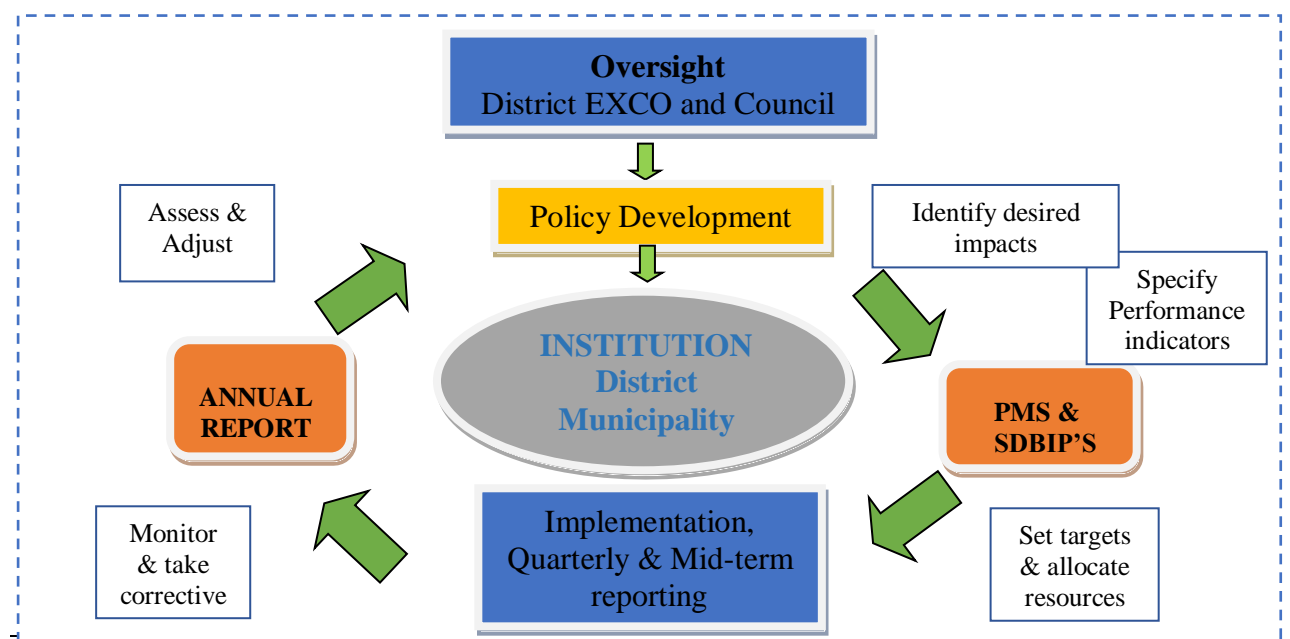 Oversight
District EXCO and Council
Assess &
Adjust
Policy Development
Identify desired
impacts
Specify
Performance
indicators
INSTITUTION
District
Municipality
ANNUAL
REPORT
PMS &
SDBIP'S
Implementation,
Quarterly & Mid-term
reporting
Monitor
& take
corrective
Set targets
& allocate
resources